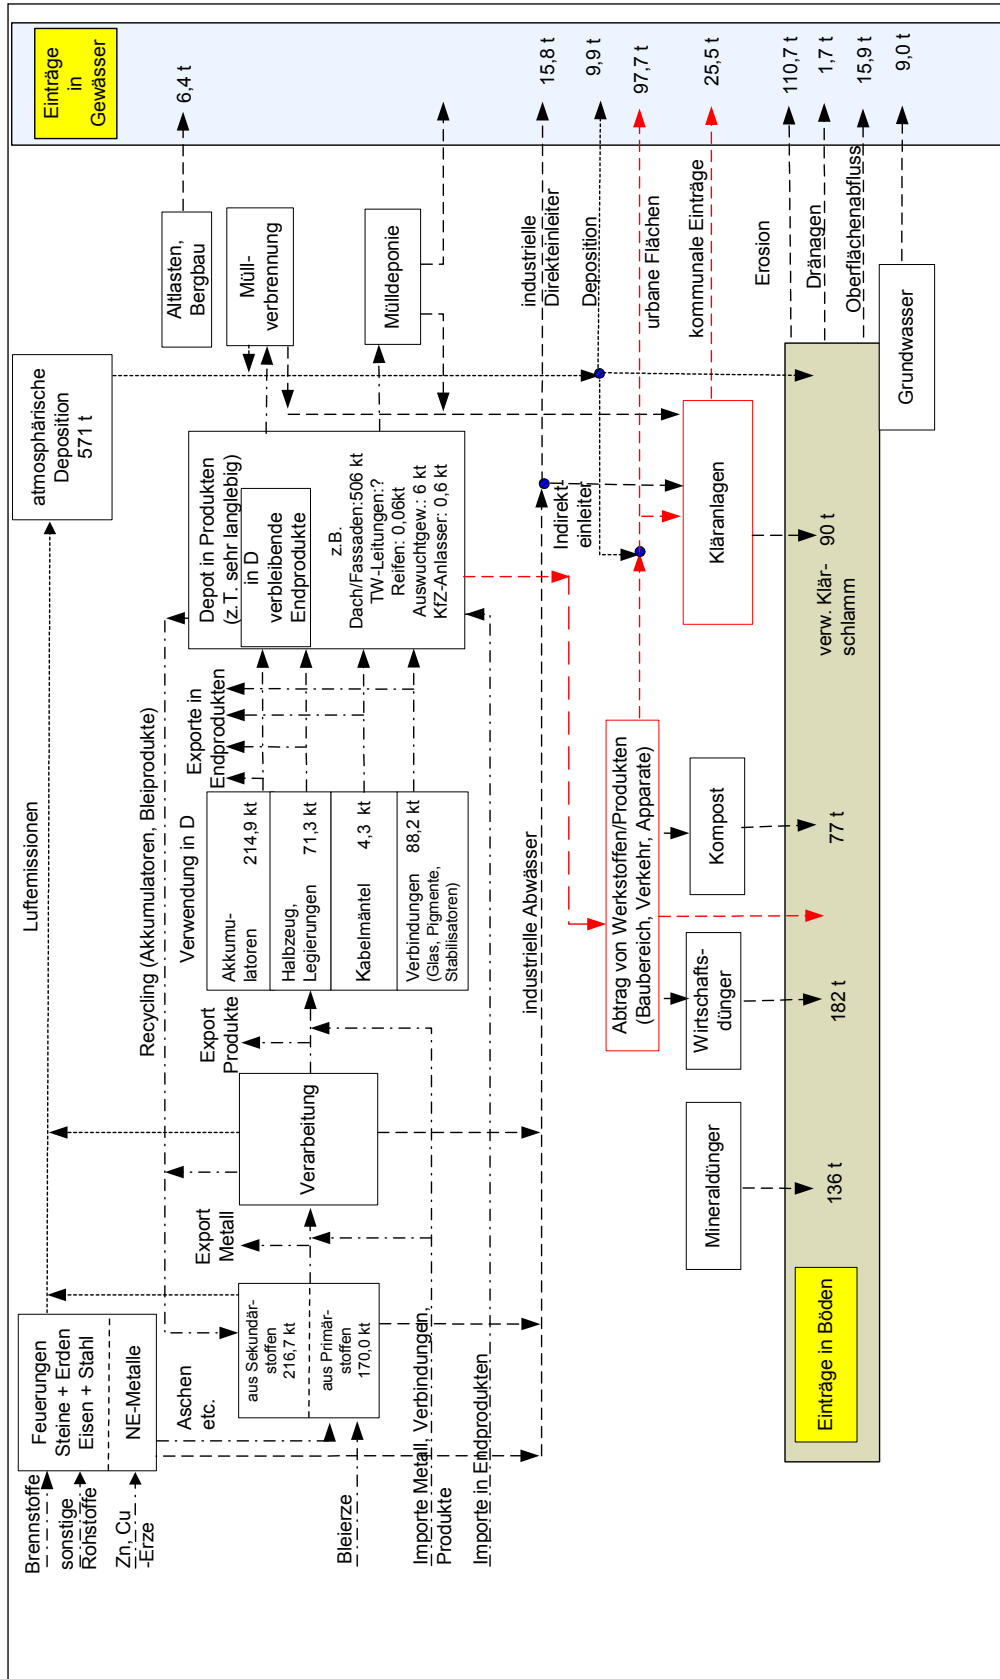 Einträge
in
Gewässer
6,4 t
15,8 t
9,9 t
97,7 t
25,5 t
110,7 t
1,7 t
15,9 t
9,0 t
Altlasten,
Bergbau
Müll-
verbrennung
Mülldeponie
industrielle
Direkteinleiter
Deposition
urbane Flächen
kommunale Einträge
Erosion
Dränagen
Oberflächenabfluss
Grundwasser
atmosphärische
Deposition
571 t
Depot in Produkten
(z.T. sehr langlebig)
in D
verbleibende
Endprodukte
z.B.
Dach/Fassaden:506 kt
TW-Leitungen:?
Reifen: 0,06kt
Auswuchtgew.: 6 kt
KfZ-Anlasser: 0,6 kt
Indirekt-
einleiter
Kläranlagen
90 t
verw. Klär-
schlamm
Luftemissionen
Recycling (Akkumulatoren, Bleiprodukte)
Exporte in
Endprodukten
Verwendung in D
Akkumu-
latoren
214,9 kt
Halbzeug,
Legierungen
71,3 kt
Kabelmäntel
4,3 kt
Verbindungen
88,2 kt
(Glas, Pigmente,
Stabilisatoren)
industrielle Abwässer
Abtrag von Werkstoffen/Produkten
(Baubereich, Verkehr, Apparate)
Kompost
77 t
Wirtschafts-
dünger
182 t
Mineraldünger
136 t
Export
Produkte
Verarbeitung
Export
Metall
Feuerungen
Steine + Erden
Eisen + Stahl
NE-Metalle
Aschen
etc.
aus Sekundär-
stoffen
216,7 kt
aus Primär-
stoffen
170,0 kt
Brennstoffe
sonstige
Rohstoffe
Zn, Cu
-Erze
Bleierze
Importe Metall, Verbindungen,
Produkte
Importe in Endprodukten
Einträge in Böden